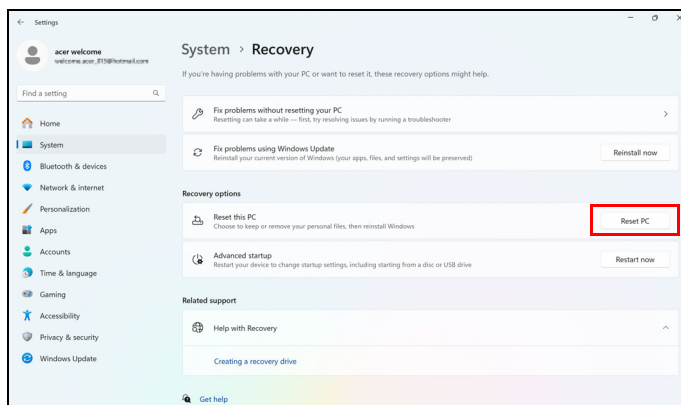 Settings
acer welcome
welcome.acer_015@hotmail.com
Find a setting
Home
System
Bluetooth & devices
Network & internet
Personalization
Apps
Accounts
Time & language
Gaming
Accessibility
Privacy & security
Windows Update
System > Recovery
If you're having problems with your PC or want to reset it, these recovery options might help.
Fix problems without resetting your PC
Resetting can take a while — first, try resolving issues by running a troubleshooter
Fix problems using Windows Update
Reinstall your current version of Windows (your apps, files, and settings will be preserved)
Reinstall now
Recovery options
Reset this PC
Choose to keep or remove your personal files, then reinstall Windows
Reset PC
Advanced startup
Restart your device to change startup settings, including starting from a disc or USB drive
Restart now
Related support
Help with Recovery
Creating a recovery drive
Get help